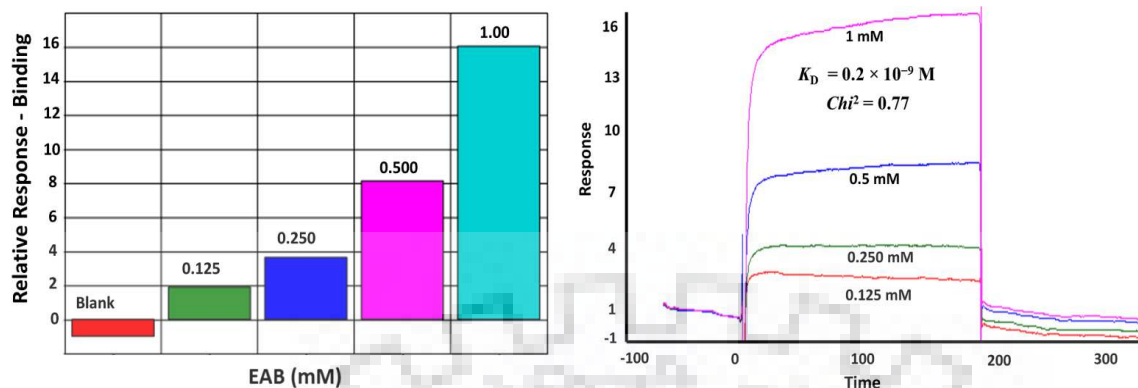 Relative Response - Binding
16
14
12
10
8
6
4
2
0
Blank
0.125
0.250
0.500
1.00
EAB (mM)
Response
16
13
10
7
4
1
-1
1 mM
K_D = 0.2 × 10⁻⁹ M
Chi² = 0.77
0.5 mM
0.250 mM
0.125 mM
-100
0
100
200
300
Time